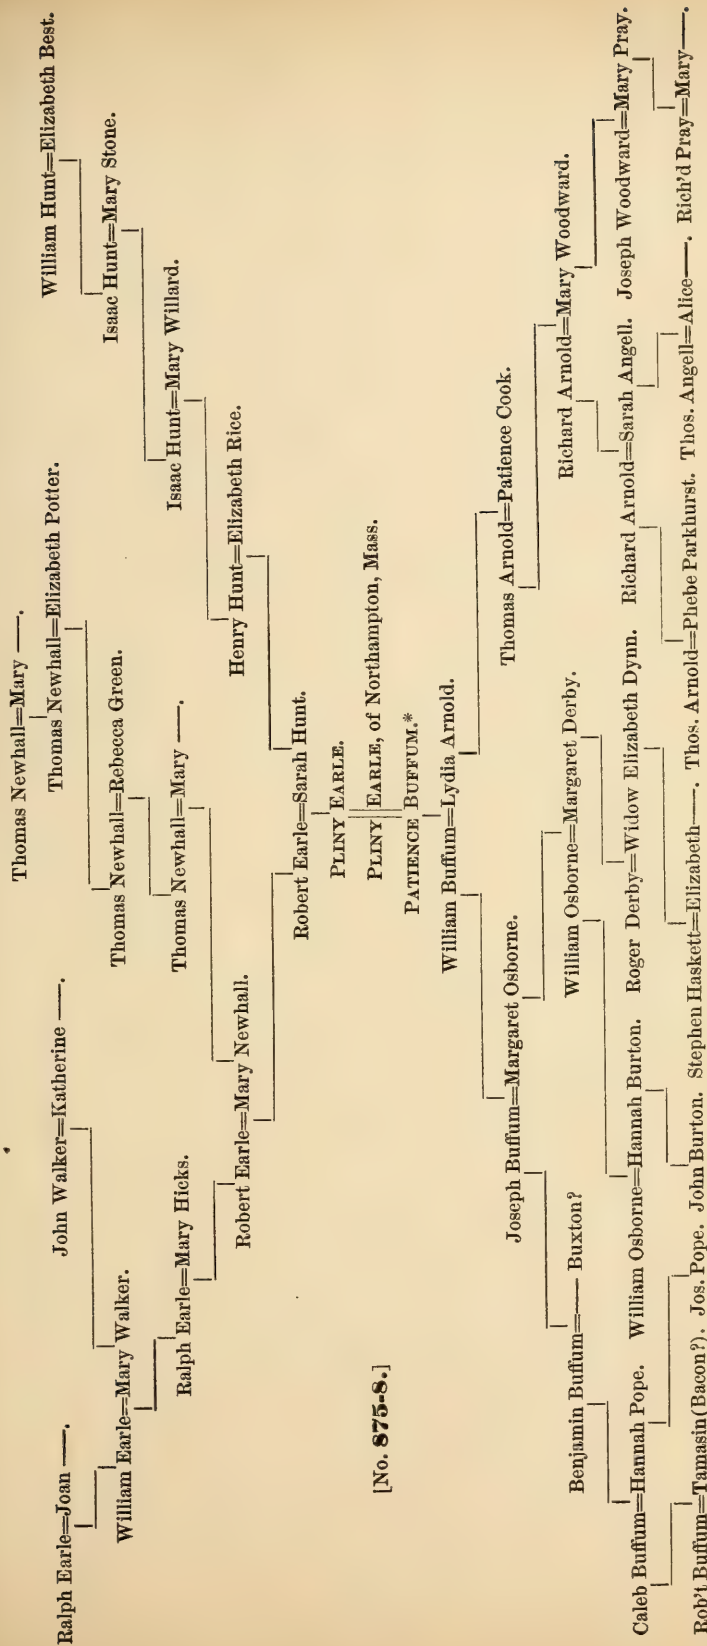 Thomas Newhall=Mary ——.
Ralph Earle=Joan ——. John Walker=Katherine ——. Thomas Newhall=Elizabeth Potter. William Hunt=Elizabeth Best.
William Earle=Mary Walker. Thomas Newhall=Rebecca Green. Isaac Hunt=Mary Stone.
Ralph Earle=Mary Hicks. Thomas Newhall=Mary ——. Isaac Hunt=Mary Willard.
Robert Earle=Mary Newhall. Henry Hunt=Elizabeth Rice.
Robert Earle=Sarah Hunt.
PLINY EARLE.
[No. 875-8.] PLINY EARLE, of Northampton, Mass.
PATIENCE BUFFUM.*
William Buffum=Lydia Arnold.
Joseph Buffum=Margaret Osborne. Thomas Arnold=Patience Cook.
Benjamin Buffum=—— Buxton? William Osborne=Margaret Derby. Richard Arnold=Mary Woodward.
Caleb Buffum=Hannah Pope. William Osborne=Hannah Burton. Roger Derby=Widow Elizabeth Dynn. Richard Arnold=Sarah Angell. Joseph Woodward=Mary Pray.
Rob't Buffum=Tamasin(Bacon?). Jos. Pope. John Burton. Stephen Haskett=Elizabeth——. Thos. Arnold=Phebe Parkhurst. Thos. Angell=Alice——. Rich'd Pray=Mary——.